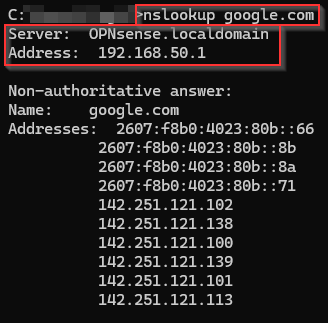 C:          >nslookup google.com
Server:  OPNsense.localdomain
Address:  192.168.50.1

Non-authoritative answer:
Name:    google.com
Addresses:  2607:f8b0:4023:80b::66
          2607:f8b0:4023:80b::8b
          2607:f8b0:4023:80b::8a
          2607:f8b0:4023:80b::71
          142.251.121.102
          142.251.121.138
          142.251.121.100
          142.251.121.139
          142.251.121.101
          142.251.121.113